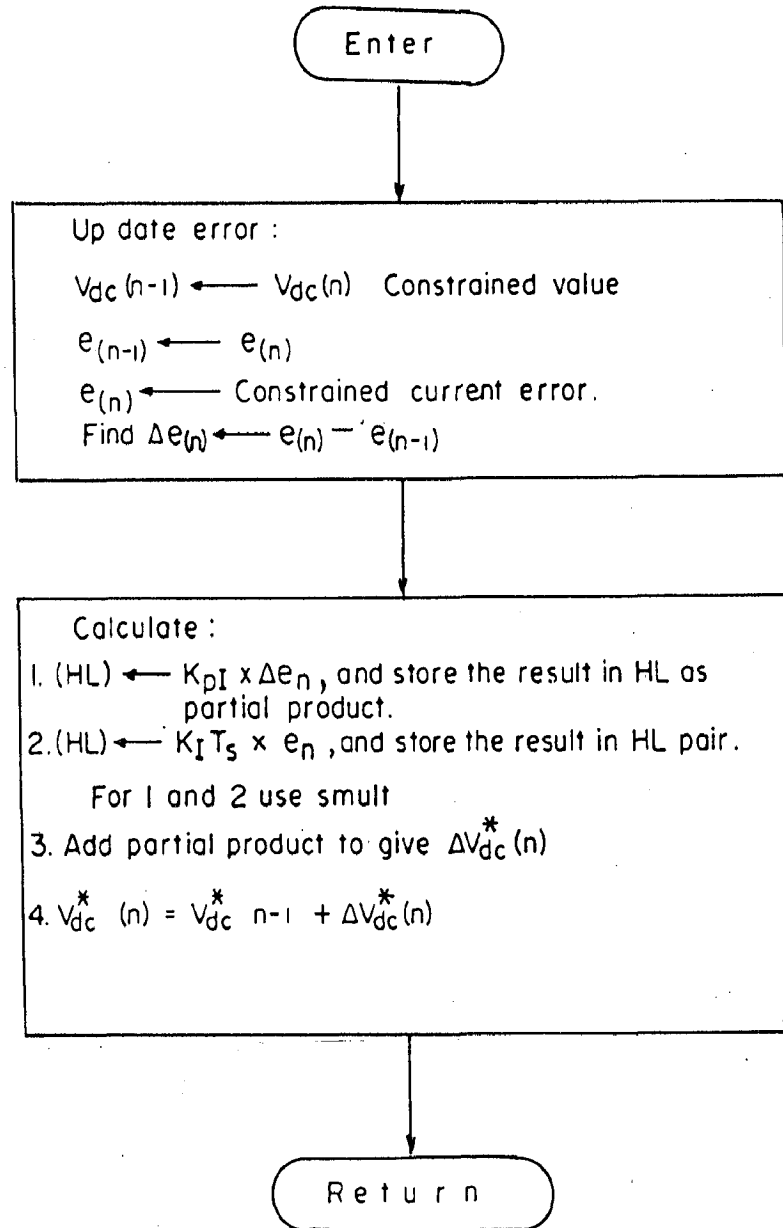 Enter
Up date error :
Vdc(n-1) ← Vdc(n) Constrained value
e(n-1) ← e(n)
e(n) ← Constrained current error.
Find Δe(n) ← e(n) − e(n-1)
Calculate :
1. (HL) ← KpI x Δen , and store the result in HL as
partial product.
2. (HL) ← KI Ts × en , and store the result in HL pair.
For 1 and 2 use smult
3. Add partial product to give ΔV*dc(n)
4. V*dc (n) = V*dc n-1 + ΔV*dc(n)
Return